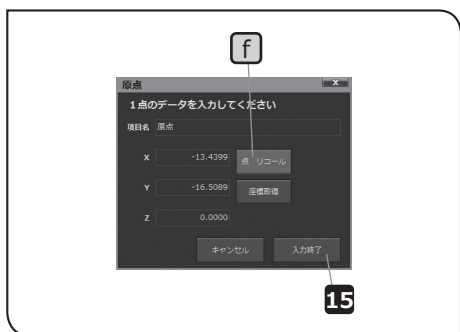 f
原点
x
1点のデータを入力してください
項目名 原点
X -13.4399 点 リコール
Y -16.5089 座標取得
Z 0.0000
キャンセル 入力終了
15